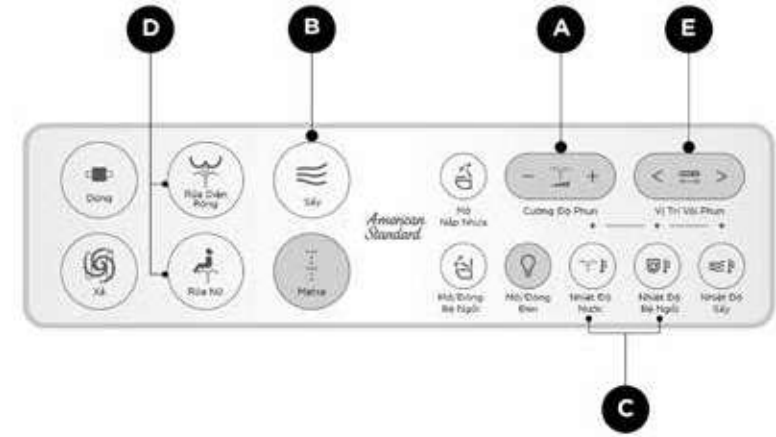 D
B
A
E
Dừng
Rửa Diện
Rộng
Sấy
Mở
Nắp Nhựa
- +
Cường Độ Phun
< >
Vị Trí Vòi Phun
American
Standard
Xả
Rửa Nữ
Matxa
Mở/Đóng
Bệ Ngồi
Mở/Đóng
Đèn
Nhiệt Độ
Nước
Nhiệt Độ
Bệ Ngồi
Nhiệt Độ
Sấy
C